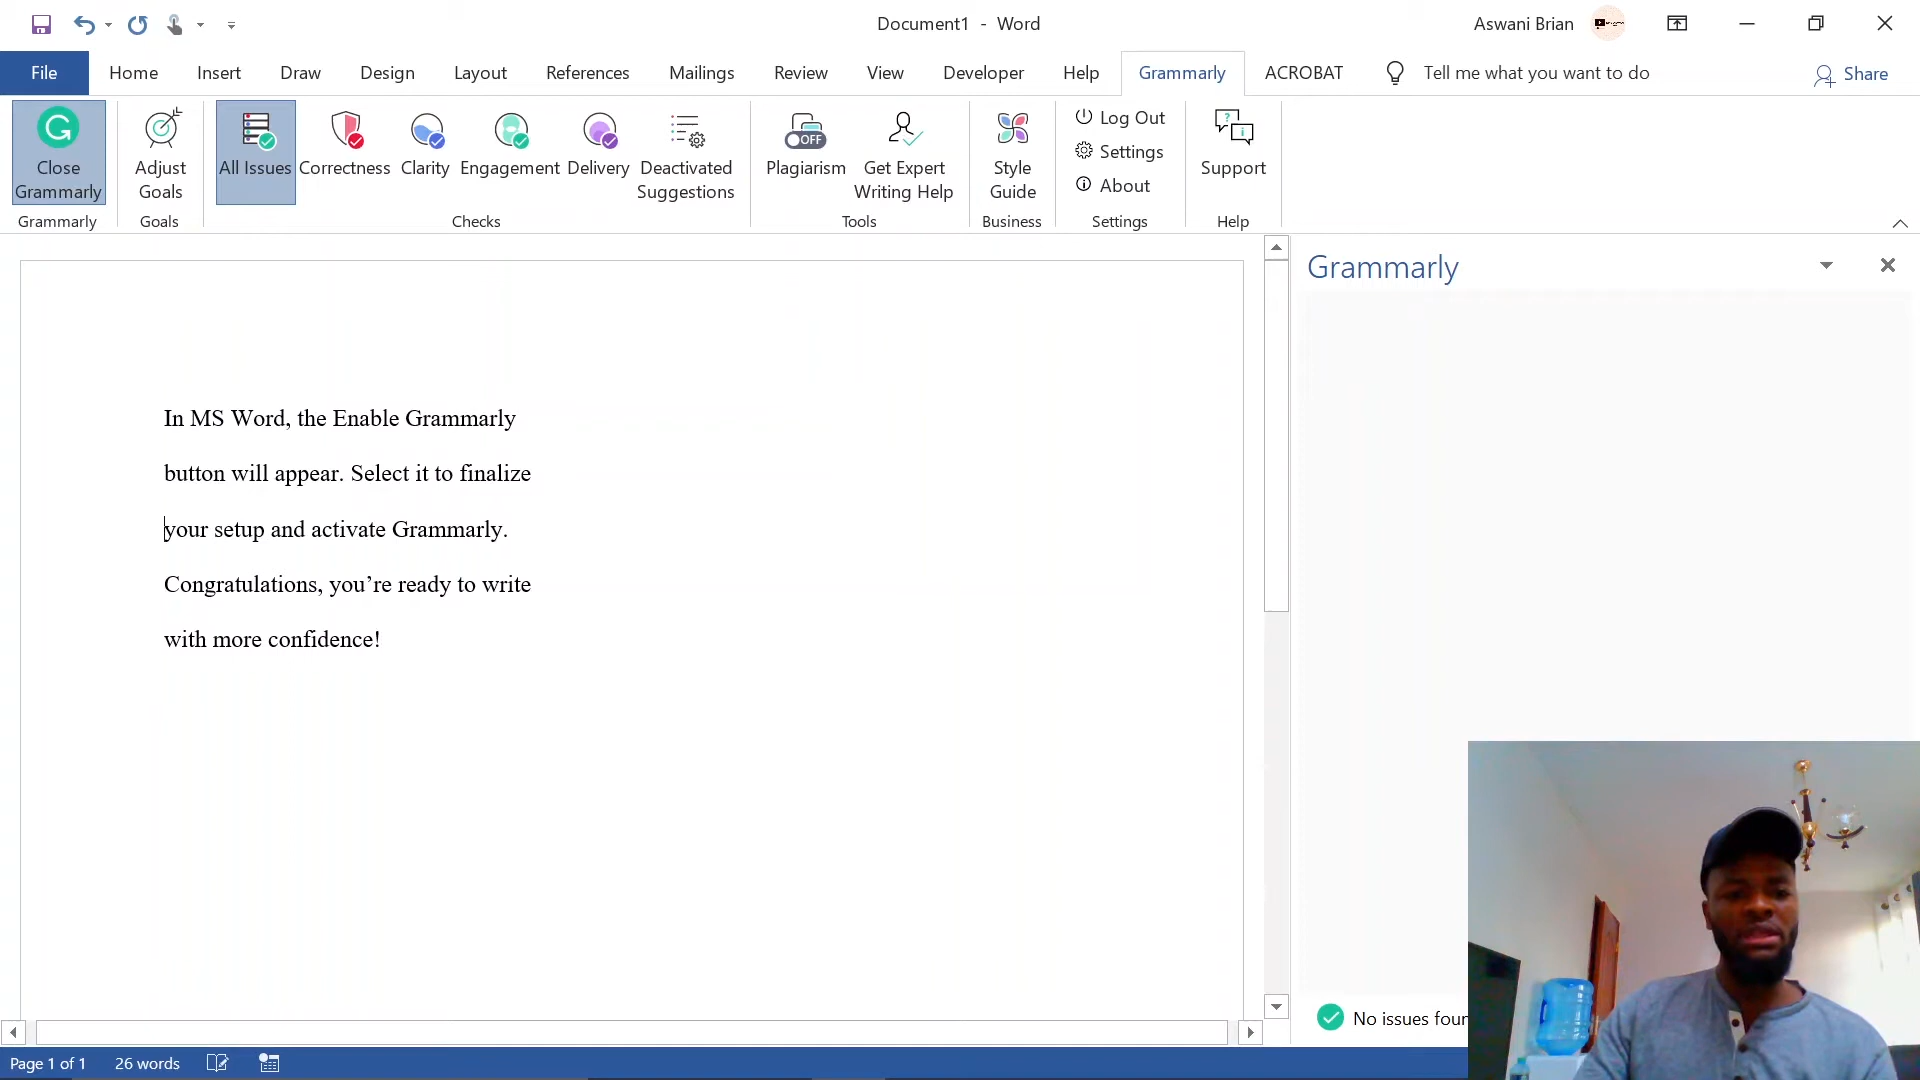 Document1 - Word
Aswani Brian
File Home Insert Draw Design Layout References Mailings Review View Developer Help Grammarly ACROBAT Tell me what you want to do Share
Close Grammarly
Adjust Goals
All Issues
Correctness
Clarity
Engagement
Delivery
Deactivated Suggestions
OFF
Plagiarism
Get Expert Writing Help
Style Guide
Log Out
Settings
About
Support
Grammarly Goals Checks Tools Business Settings Help
Grammarly
In MS Word, the Enable Grammarly
button will appear. Select it to finalize
your setup and activate Grammarly.
Congratulations, you’re ready to write
with more confidence!
No issues
Page 1 of 1 26 words